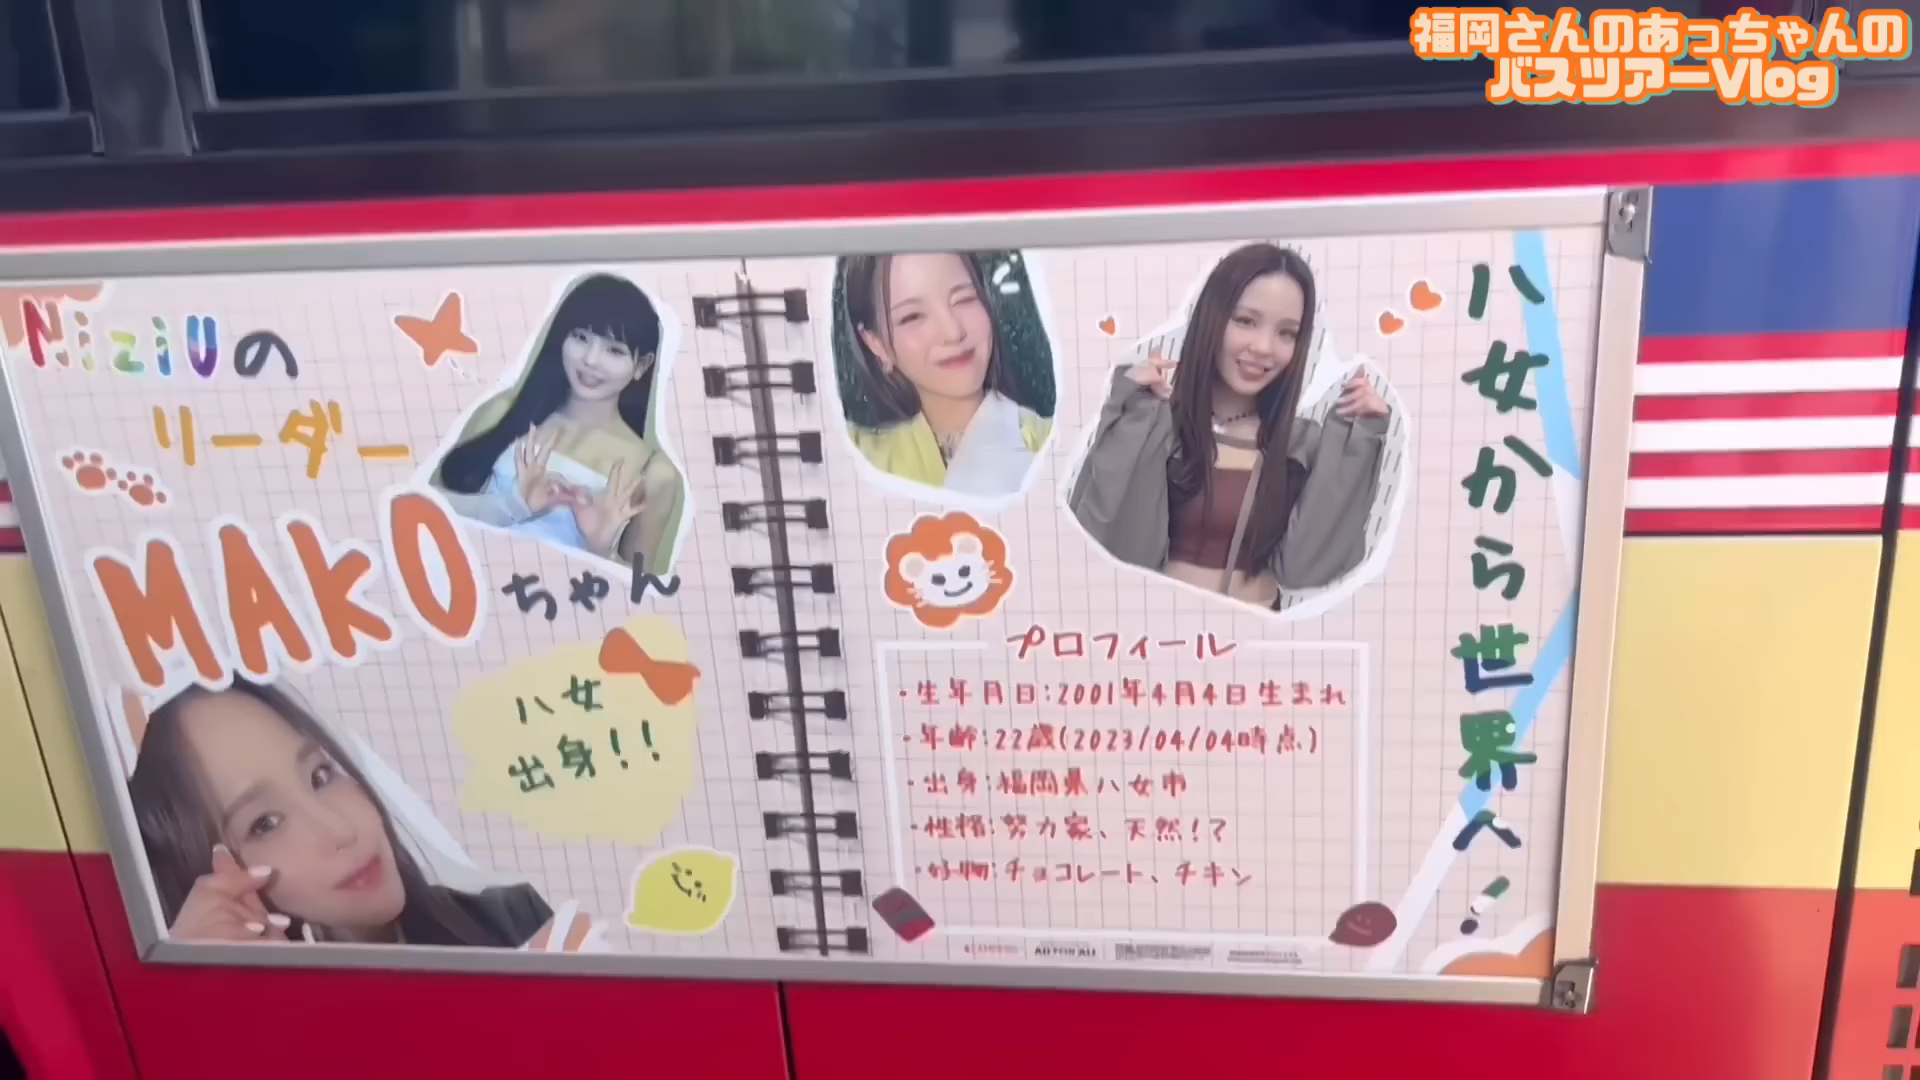 福岡さんのあっちゃんの
バスツアーVlog
NiziUの
リーダー
MAKO
ちゃん
八女
出身!!
プロフィール
・生年月日:2001年4月4日生まれ
・年齢:22歳(2023/04/04時点)
・出身:福岡県八女市
・性格:努力家、天然!?
・好物:チョコレート、チキン
八女から世界へ!